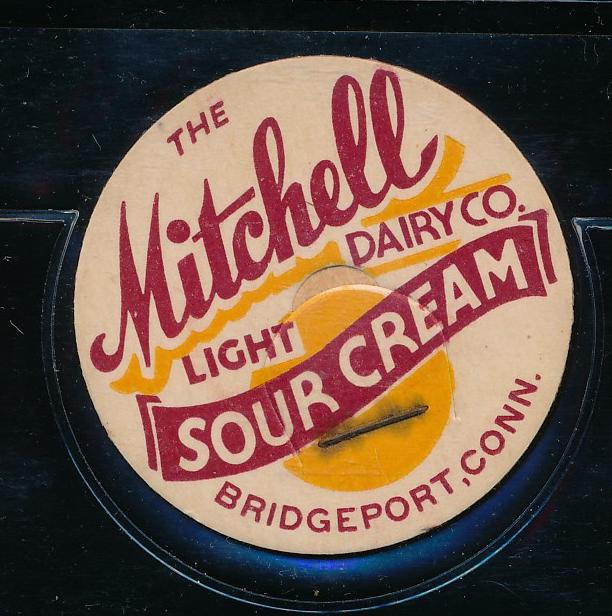 THE
Mitchell
DAIRY CO.
LIGHT
SOUR CREAM
BRIDGEPORT, CONN.